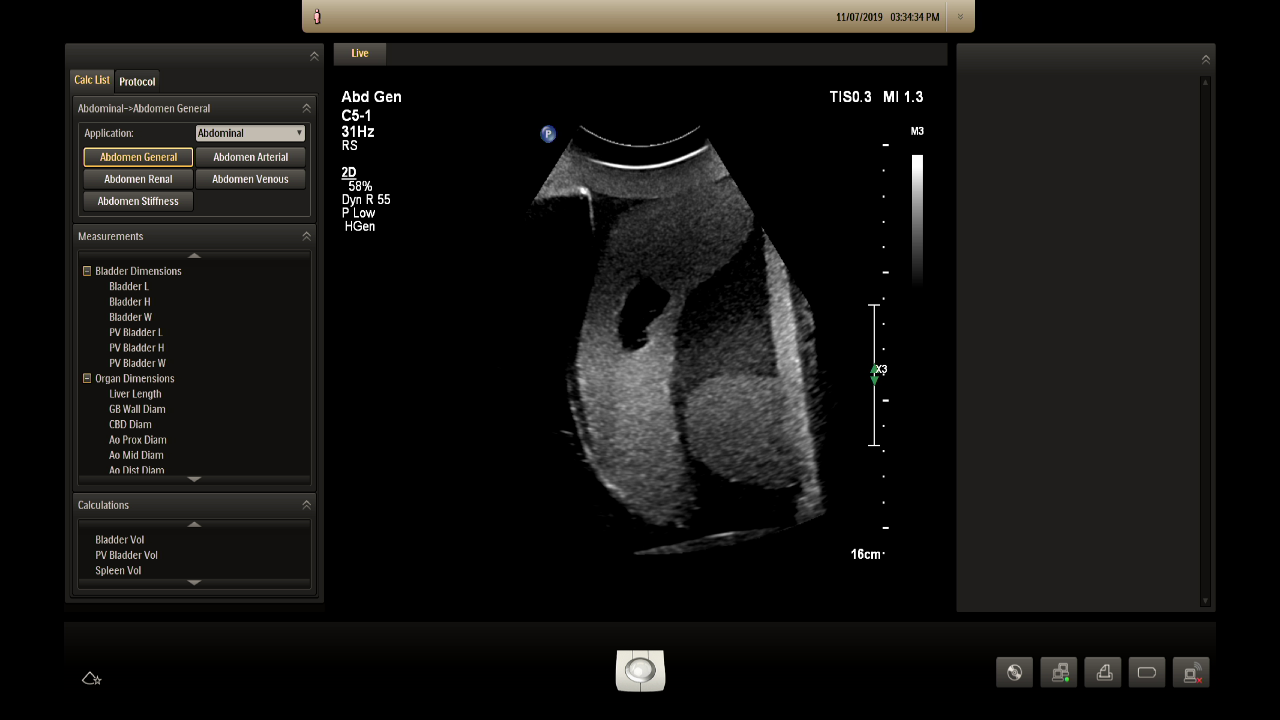 11/07/2019 03:34:34 PM
Live
Calc List Protocol
Abdominal->Abdomen General
Application: Abdominal
Abdomen General Abdomen Arterial
Abdomen Renal Abdomen Venous
Abdomen Stiffness
Measurements
Bladder Dimensions
Bladder L
Bladder H
Bladder W
PV Bladder L
PV Bladder H
PV Bladder W
Organ Dimensions
Liver Length
GB Wall Diam
CBD Diam
Ao Prox Diam
Ao Mid Diam
Ao Dist Diam
Calculations
Bladder Vol
PV Bladder Vol
Spleen Vol
Abd Gen
C5-1
31Hz
RS
2D
58%
Dyn R 55
P Low
HGen
P
TIS0.3 MI 1.3
M3
X3
16cm